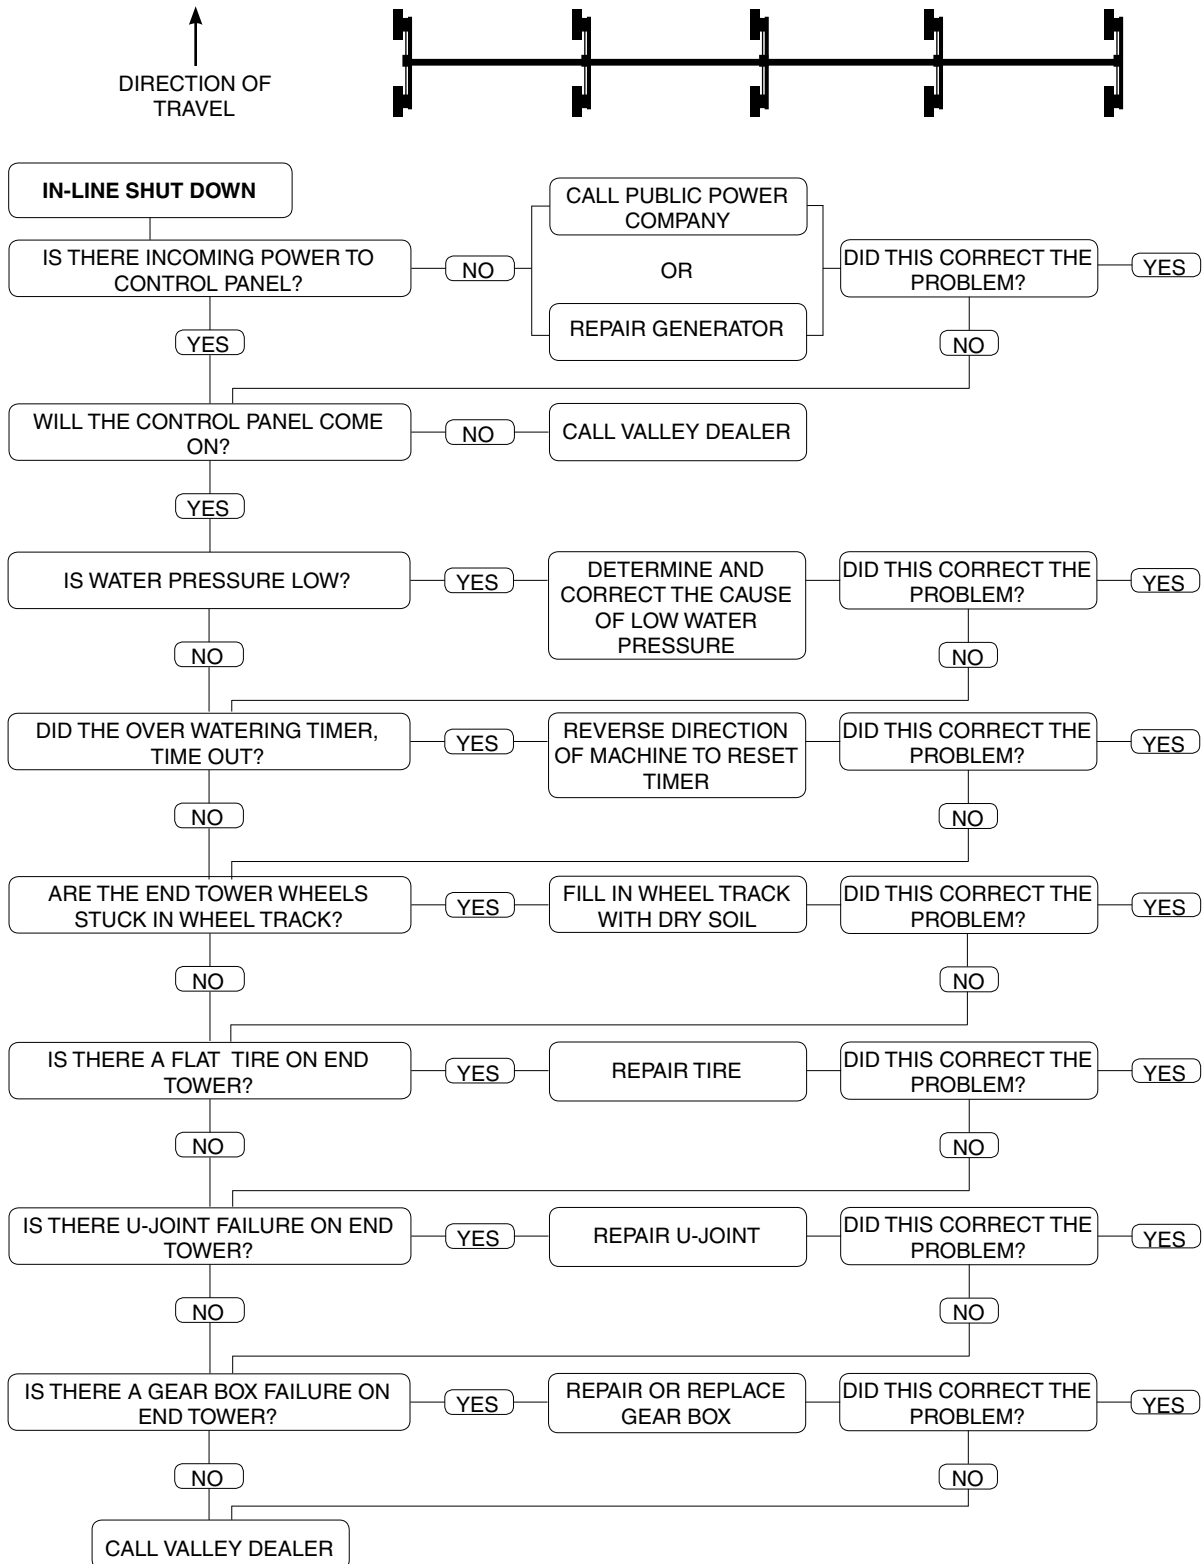 DIRECTION OF
TRAVEL
IN-LINE SHUT DOWN
IS THERE INCOMING POWER TO
CONTROL PANEL?
NO
CALL PUBLIC POWER
COMPANY
OR
REPAIR GENERATOR
DID THIS CORRECT THE
PROBLEM?
YES
YES
NO
WILL THE CONTROL PANEL COME
ON?
NO
CALL VALLEY DEALER
YES
IS WATER PRESSURE LOW?
YES
DETERMINE AND
CORRECT THE CAUSE
OF LOW WATER
PRESSURE
DID THIS CORRECT THE
PROBLEM?
YES
NO
NO
DID THE OVER WATERING TIMER,
TIME OUT?
YES
REVERSE DIRECTION
OF MACHINE TO RESET
TIMER
DID THIS CORRECT THE
PROBLEM?
YES
NO
NO
ARE THE END TOWER WHEELS
STUCK IN WHEEL TRACK?
YES
FILL IN WHEEL TRACK
WITH DRY SOIL
DID THIS CORRECT THE
PROBLEM?
YES
NO
NO
IS THERE A FLAT TIRE ON END
TOWER?
YES
REPAIR TIRE
DID THIS CORRECT THE
PROBLEM?
YES
NO
NO
IS THERE U-JOINT FAILURE ON END
TOWER?
YES
REPAIR U-JOINT
DID THIS CORRECT THE
PROBLEM?
YES
NO
NO
IS THERE A GEAR BOX FAILURE ON
END TOWER?
YES
REPAIR OR REPLACE
GEAR BOX
DID THIS CORRECT THE
PROBLEM?
YES
NO
NO
CALL VALLEY DEALER